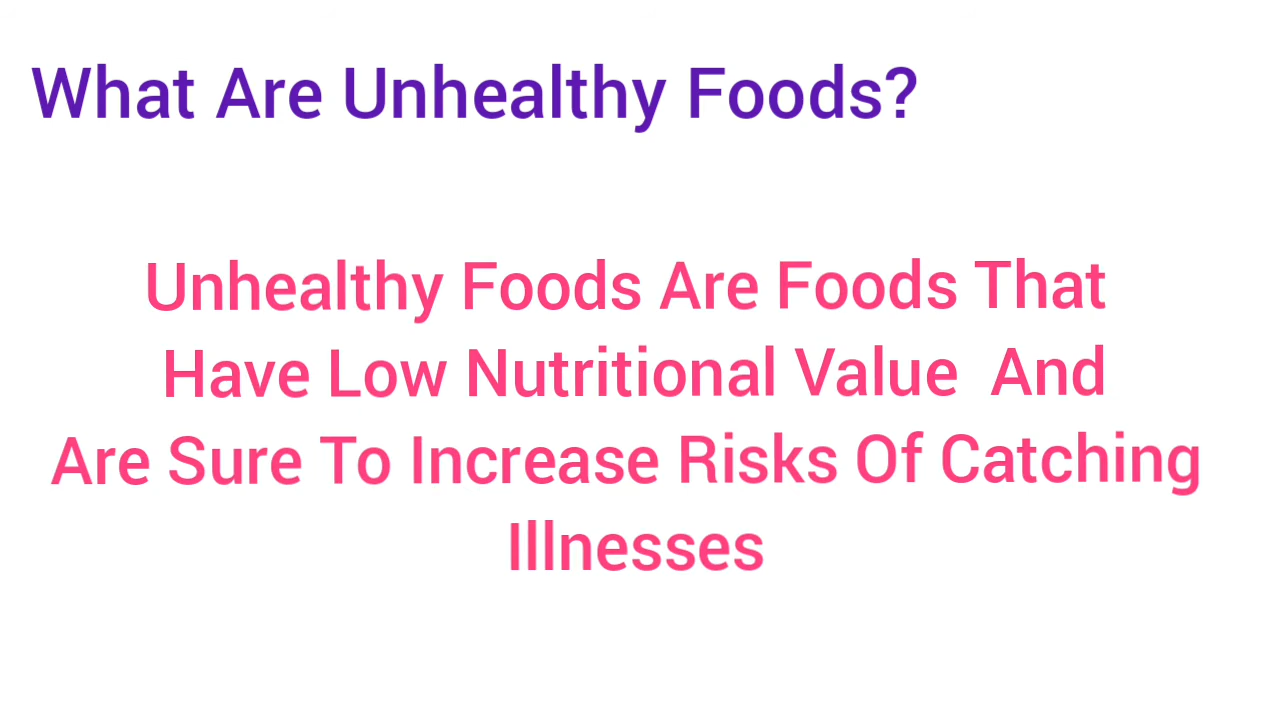 What Are Unhealthy Foods?
Unhealthy Foods Are Foods That
Have Low Nutritional Value  And
Are Sure To Increase Risks Of Catching
Illnesses